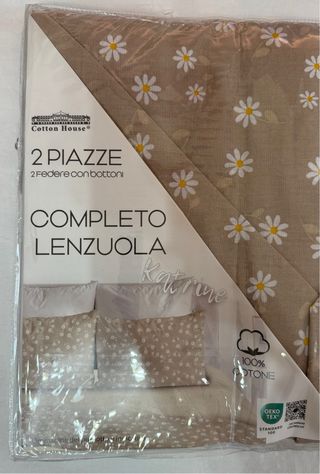 Cotton House®
2 PIAZZE
2 Federe con bottoni
COMPLETO
LENZUOLA
Katrine
100%
COTONE
OEKO
TEX®
STANDARD
100